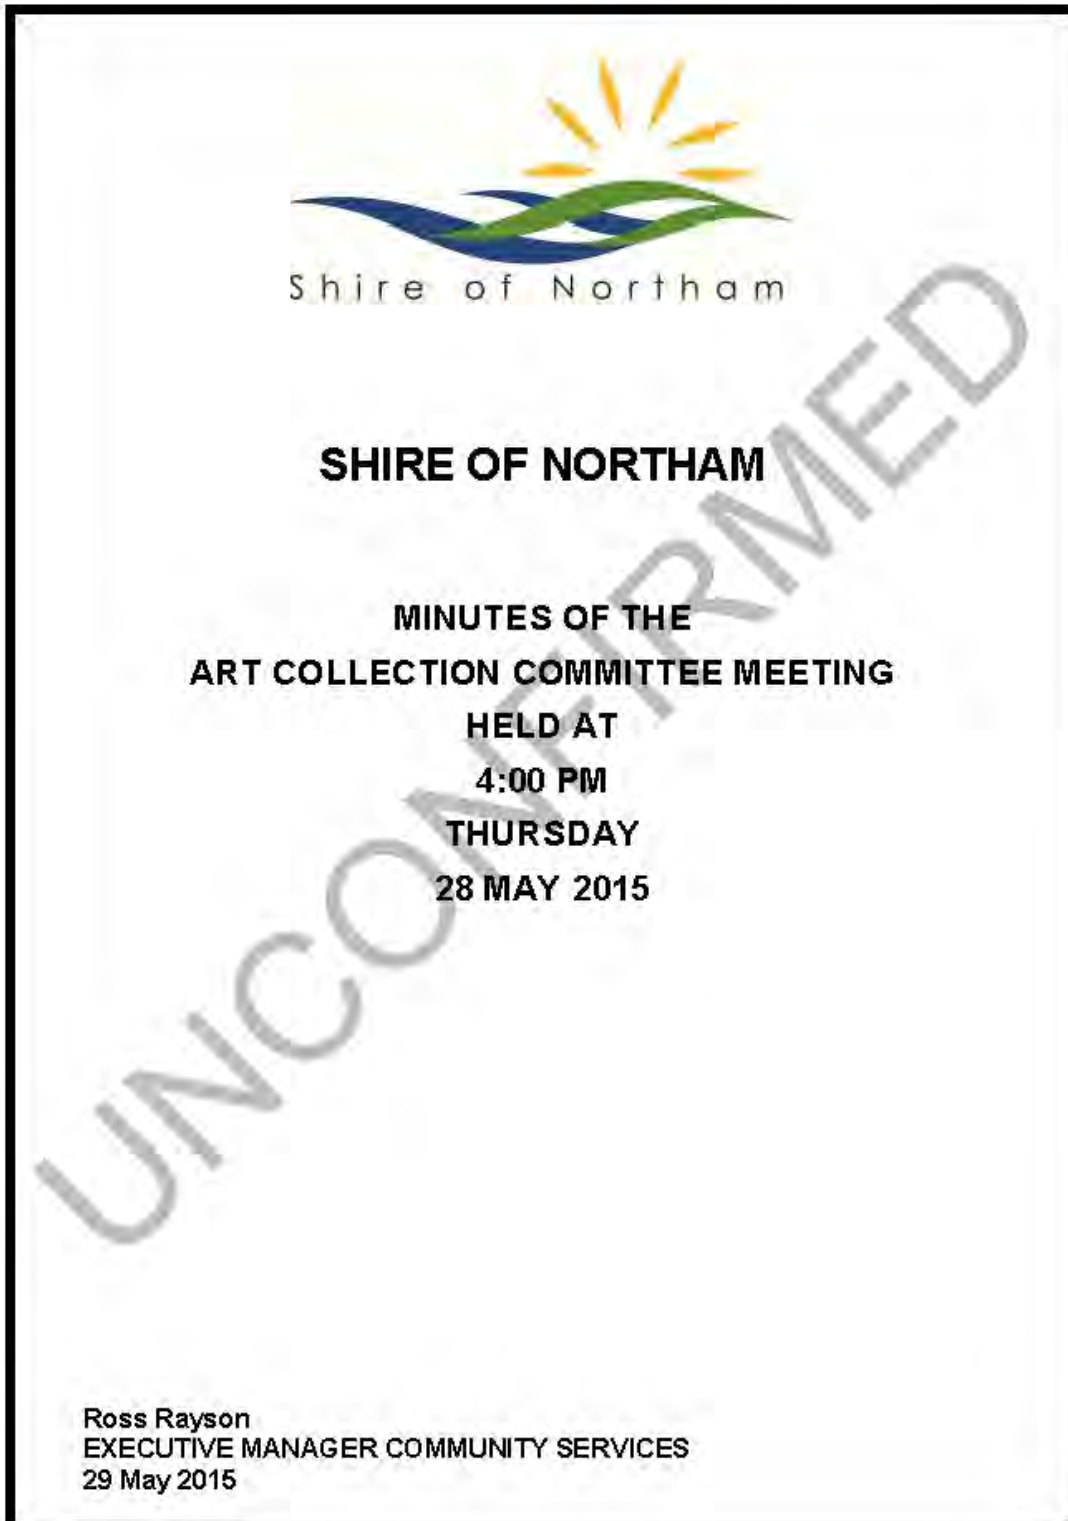 Shire of Northam
SHIRE OF NORTHAM
MINUTES OF THE
ART COLLECTION COMMITTEE MEETING
HELD AT
4:00 PM
THURSDAY
28 MAY 2015
UNCONFIRMED
Ross Rayson
EXECUTIVE MANAGER COMMUNITY SERVICES
29 May 2015